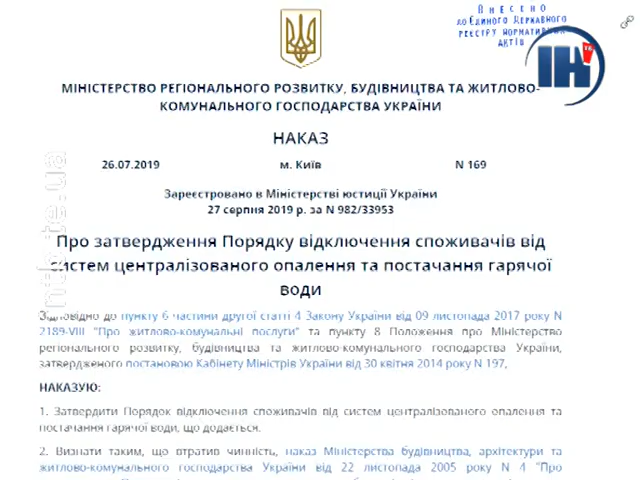 Внесено
до Єдиного Державного
реєстру нормативних
актів
ІНТБ
МІНІСТЕРСТВО РЕГІОНАЛЬНОГО РОЗВИТКУ, БУДІВНИЦТВА ТА ЖИТЛОВО-
КОМУНАЛЬНОГО ГОСПОДАРСТВА УКРАЇНИ
НАКАЗ
26.07.2019 м. Київ N 169
Зареєстровано в Міністерстві юстиції України
27 серпня 2019 р. за N 982/33953
Про затвердження Порядку відключення споживачів від
систем централізованого опалення та постачання гарячої
води
Відповідно до пункту 6 частини другої статті 4 Закону України від 09 листопада 2017 року N
2189-VIII "Про житлово-комунальні послуги" та пункту 8 Положення про Міністерство
регіонального розвитку, будівництва та житлово-комунального господарства України,
затвердженого постановою Кабінету Міністрів України від 30 квітня 2014 року N 197,
НАКАЗУЮ:
1. Затвердити Порядок відключення споживачів від систем централізованого опалення та
постачання гарячої води, що додається.
2. Визнати таким, що втратив чинність, наказ Міністерства будівництва, архітектури та
житлово-комунального господарства України від 22 листопада 2005 року N 4 "Про